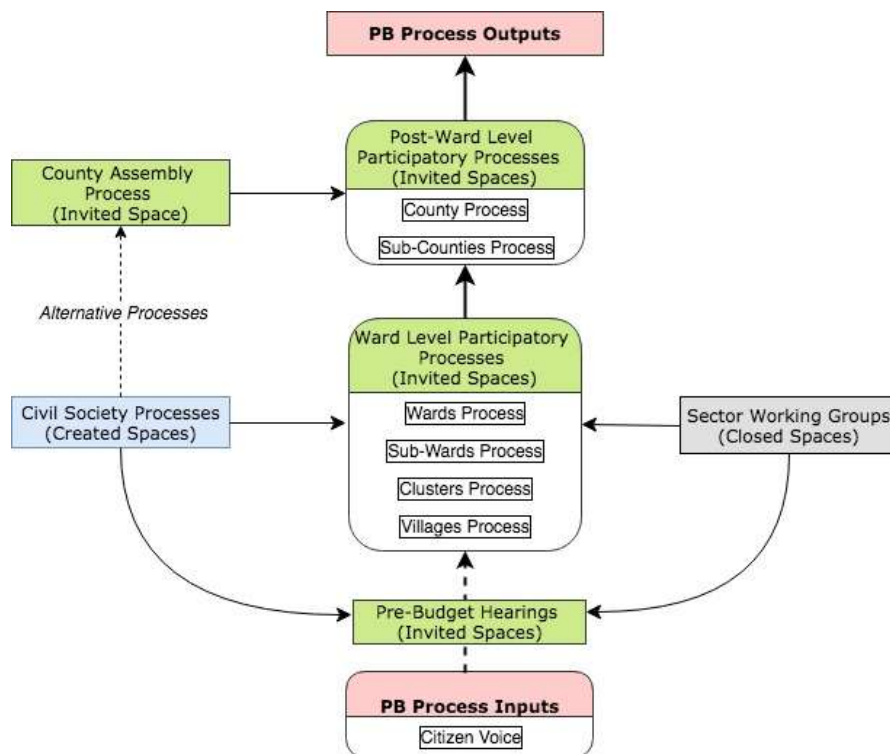 PB Process Outputs
Post-Ward Level
Participatory Processes
(Invited Spaces)
County Process
Sub-Counties Process
County Assembly
Process
(Invited Space)
Alternative Processes
Ward Level Participatory
Processes
(Invited Spaces)
Wards Process
Sub-Wards Process
Clusters Process
Villages Process
Civil Society Processes
(Created Spaces)
Sector Working Groups
(Closed Spaces)
Pre-Budget Hearings
(Invited Spaces)
PB Process Inputs
Citizen Voice